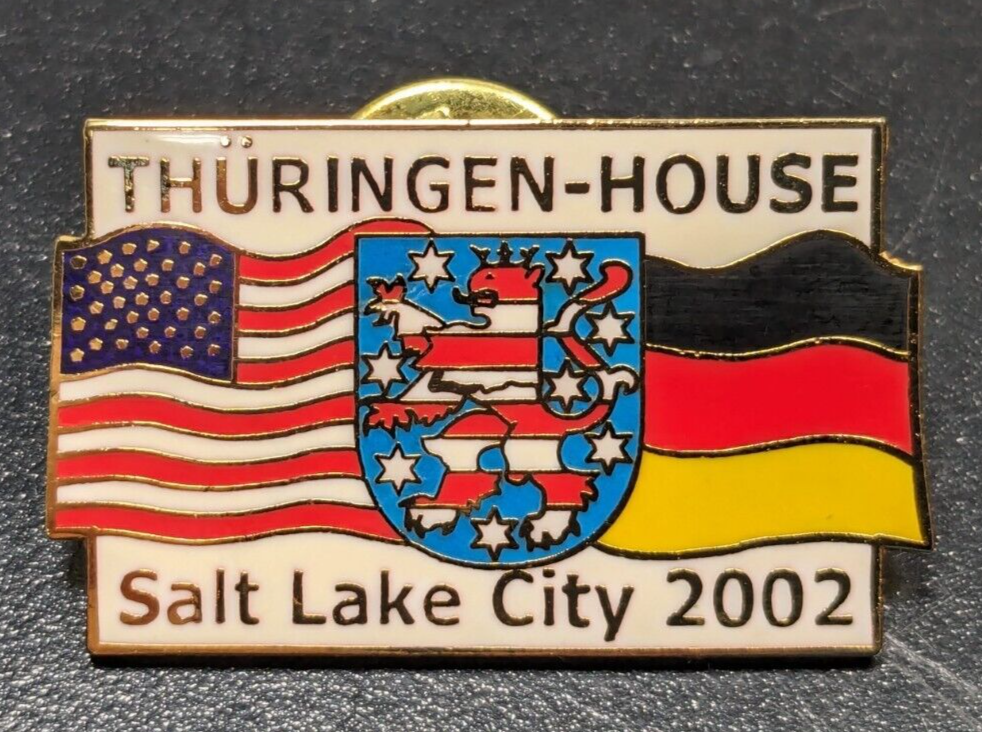 THÜRINGEN-HOUSE
Salt Lake City 2002